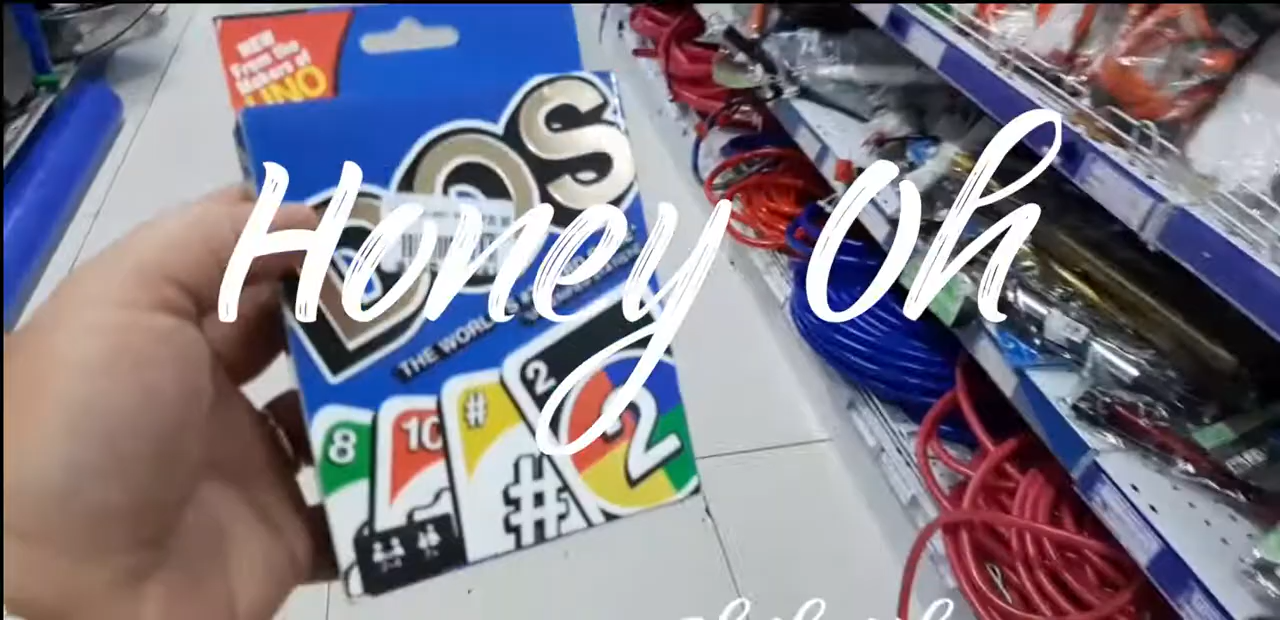 NEW
From the
Makers of
UNO
DOS
Honey Oh
THE WORLD'S
8
10
#
2
#
2